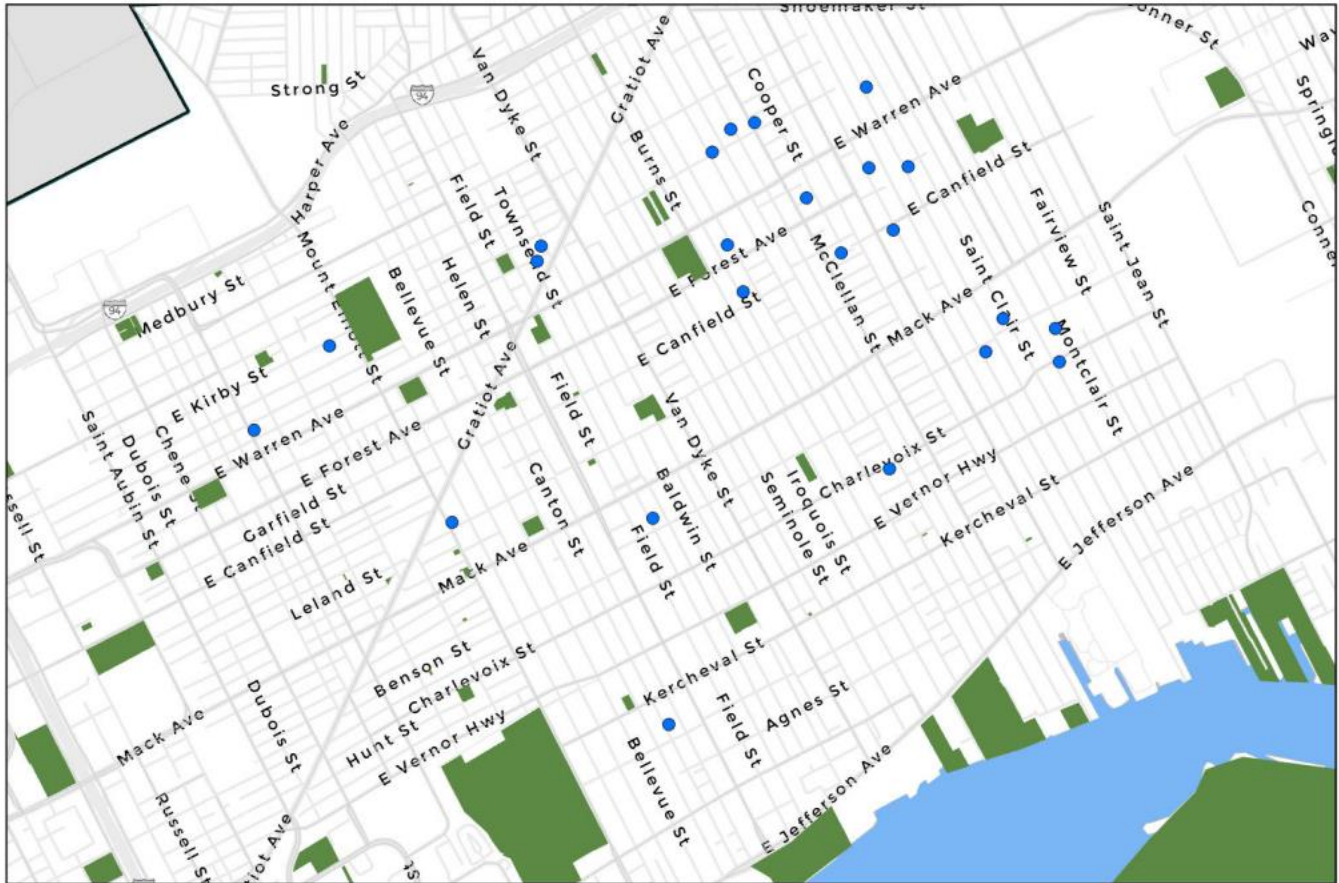 Shoemaker St
Conner St
Strong St
94
Van Dyke St
Gratiot Ave
Cooper St
E Warren Ave
Harper Ave
Burns St
E Canfield St
Field St
Townsend St
Fairview St
Saint Jean St
Mount Elliott St
E Forest Ave
McClellan St
Saint Clair St
94
Medbury St
Bellevue St
Helen St
Mack Ave
E Canfield St
Montclair St
E Kirby St
Gratiot Ave
Field St
Van Dyke St
E Warren Ave
E Forest Ave
Saint Aubin St
Dubois St
Garfield St
E Canfield St
Canton St
Baldwin St
Charlevoix St
Iroquois St
Seminole St
E Vernor Hwy
Kercheval St
E Jefferson Ave
Leland St
Mack Ave
Field St
Benson St
Charlevoix St
Hunt St
E Vernor Hwy
Kercheval St
Agnes St
Field St
Bellevue St
E Jefferson Ave
Mack Ave
Dubois St
Russell St